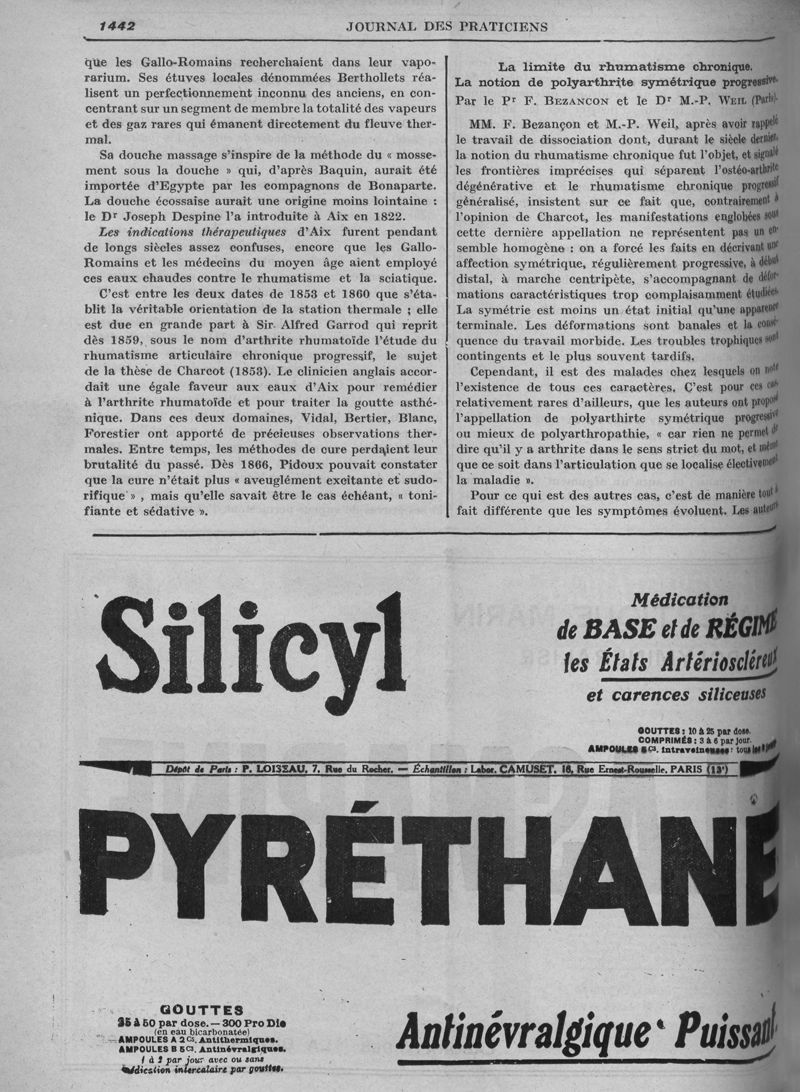 1442
JOURNAL DES PRATICIENS
que les Gallo-Romains recherchaient dans leur vapo-
rarium. Ses étuves locales dénommées Berthollets réa-
lisent un perfectionnement inconnu des anciens, en con-
centrant sur un segment de membre la totalité des vapeurs
et des gaz rares qui émanent directement du fleuve ther-
mal.
Sa douche massage s'inspire de la méthode du « mosse-
ment sous la douche » qui, d'après Baquin, aurait été
importée d'Egypte par les compagnons de Bonaparte.
La douche écossaise aurait une origine moins lointaine :
le Dr Joseph Despine l'a introduite à Aix en 1822.
Les indications thérapeutiques d'Aix furent pendant
de longs siècles assez confuses, encore que les Gallo-
Romains et les médecins du moyen âge aient employé
ces eaux chaudes contre le rhumatisme et la sciatique.
C'est entre les deux dates de 1853 et 1860 que s'éta-
blit la véritable orientation de la station thermale ; elle
est due en grande part à Sir Alfred Garrod qui reprit
dès 1859, sous le nom d'arthrite rhumatoïde l'étude du
rhumatisme articulaire chronique progressif, le sujet
de la thèse de Charcot (1853). Le clinicien anglais accor-
dait une égale faveur aux eaux d'Aix pour remédier
à l'arthrite rhumatoïde et pour traiter la goutte asthé-
nique. Dans ces deux domaines, Vidal, Bertier, Blanc,
Forestier ont apporté de précieuses observations ther-
males. Entre temps, les méthodes de cure perdaient leur
brutalité du passé. Dès 1866, Pidoux pouvait constater
que la cure n'était plus « aveuglément excitante et sudo-
rifique » , mais qu'elle savait être le cas échéant, « toni-
fiante et sédative ».
La limite du rhumatisme chronique.
La notion de polyarthrite symétrique progressive.
Par le Pr F. BEZANCON et le Dr M.-P. WEIL (Paris).
MM. F. Bezançon et M.-P. Weil, après avoir rappelé
le travail de dissociation dont, durant le siècle dernier,
la notion du rhumatisme chronique fut l'objet, et signalé
les frontières imprécises qui séparent l'ostéo-arthrite
dégénérative et le rhumatisme chronique progressif
généralisé, insistent sur ce fait que, contrairement à
l'opinion de Charcot, les manifestations englobées sous
cette dernière appellation ne représentent pas un en-
semble homogène : on a forcé les faits en décrivant une
affection symétrique, régulièrement progressive, à début
distal, à marche centripète, s'accompagnant de défor-
mations caractéristiques trop complaisamment étudiées.
La symétrie est moins un état initial qu'une apparence
terminale. Les déformations sont banales et la consé-
quence du travail morbide. Les troubles trophiques sont
contingents et le plus souvent tardifs.
Cependant, il est des malades chez lesquels on note
l'existence de tous ces caractères. C'est pour ces cas,
relativement rares d'ailleurs, que les auteurs ont proposé
l'appellation de polyarthirte symétrique progressive
ou mieux de polyarthropathie, « car rien ne permet de
dire qu'il y a arthrite dans le sens strict du mot, et même
que ce soit dans l'articulation que se localise électivement
la maladie ».
Pour ce qui est des autres cas, c'est de manière tout à
fait différente que les symptômes évoluent. Les auteurs
Silicyl
Médication
de BASE et de RÉGIME
les États Artérioscléreux
et carences siliceuses
GOUTTES : 10 à 25 par dose.
COMPRIMÉS : 3 à 6 par jour.
AMPOULES 5 c3. intraveineuses : tous les
Dépôt de Paris : P. LOISEAU, 7, Rue du Rocher. — Échantillon : Labor. CAMUSET, 18, Rue Ernest-Rousselle, PARIS (13e)
PYRÉTHANE
GOUTTES
25 à 50 par dose. — 300 Pro Die
(en eau bicarbonatée)
AMPOULES A 2 c3. Antithermiques.
AMPOULES B 5 c3. Antinévralgiques.
1 à 2 par jour avec ou sans
médication intercalaire par gouttes.
Antinévralgique Puissant